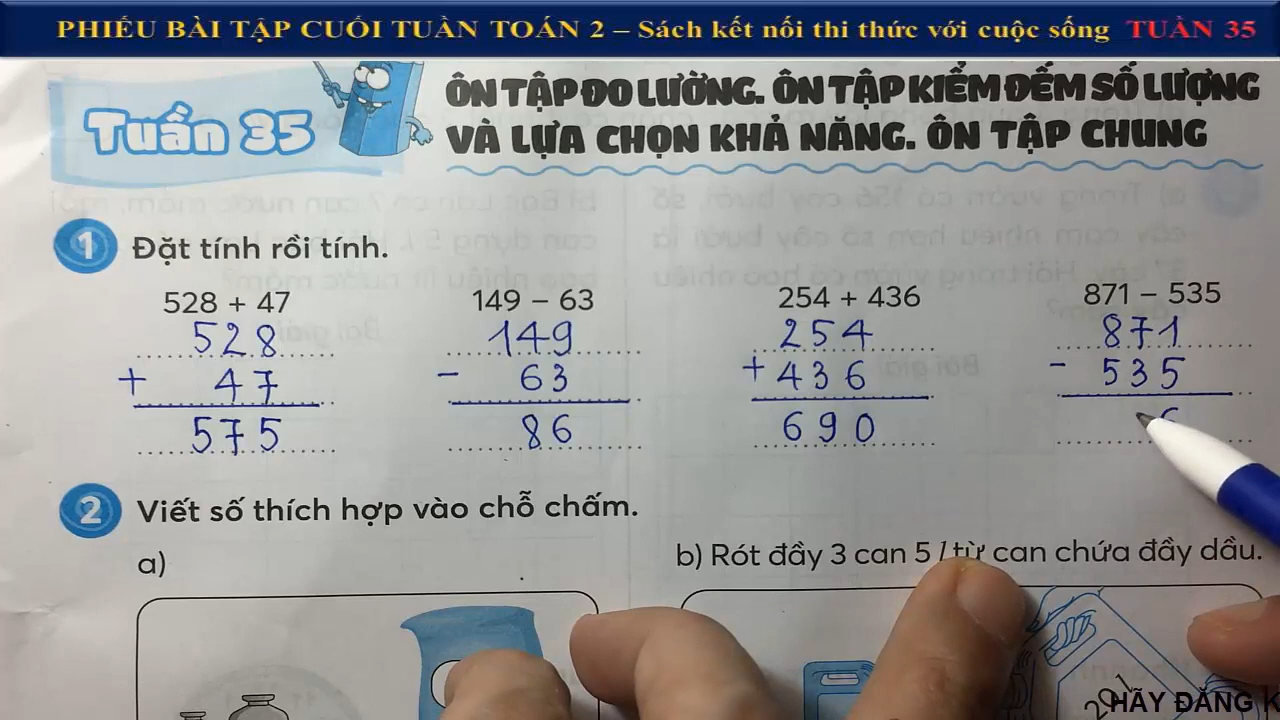 PHIẾU BÀI TẬP CUỐI TUẦN TOÁN 2 – Sách kết nối thi thức với cuộc sống TUẦN 35
Tuần 35
ÔN TẬP ĐO LƯỜNG. ÔN TẬP KIỂM ĐẾM SỐ LƯỢNG
VÀ LỰA CHỌN KHẢ NĂNG. ÔN TẬP CHUNG
1 Đặt tính rồi tính.
528 + 47 149 – 63 254 + 436 871 – 535
528 149 254 871
+ 47 - 63 + 436 - 535
575 86 690 6
2 Viết số thích hợp vào chỗ chấm.
a) b) Rót đầy 3 can 5 l từ can chứa đầy dầu.
HÃY ĐĂNG K